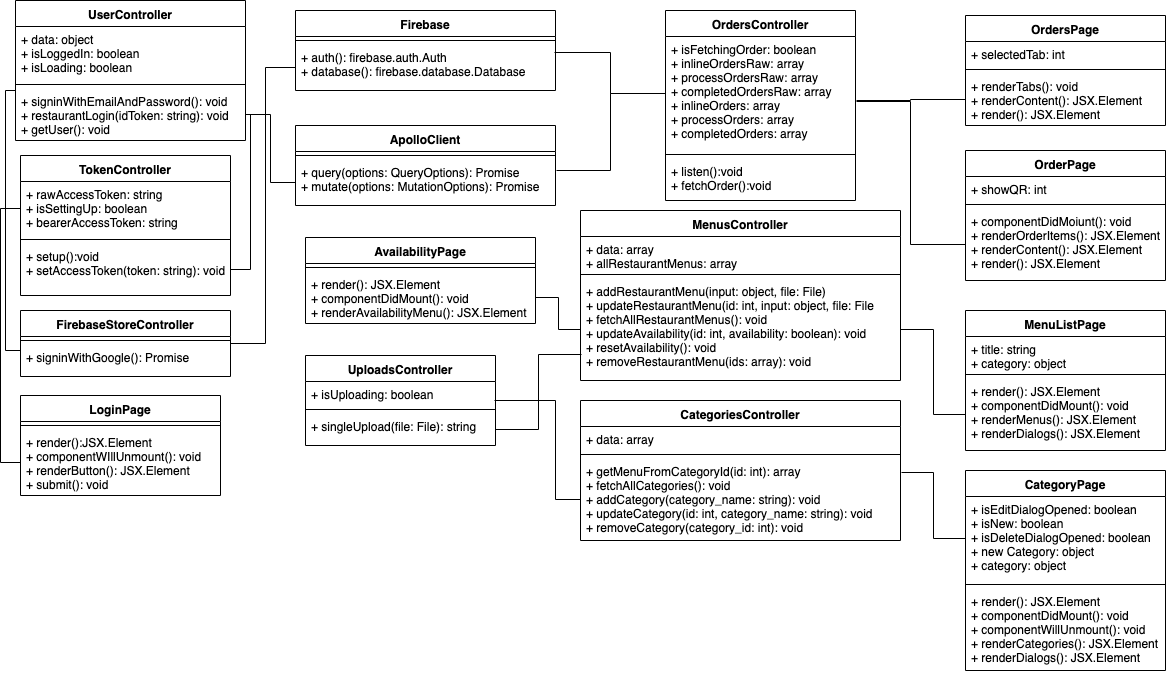 UserController
+ data: object
+ isLoggedIn: boolean
+ isLoading: boolean
+ signinWithEmailAndPassword(): void
+ restaurantLogin(idToken: string): void
+ getUser(): void
TokenController
+ rawAccessToken: string
+ isSettingUp: boolean
+ bearerAccessToken: string
+ setup():void
+ setAccessToken(token: string): void
FirebaseStoreController
+ signinWithGoogle(): Promise
LoginPage
+ render():JSX.Element
+ componentWIllUnmount(): void
+ renderButton(): JSX.Element
+ submit(): void
Firebase
+ auth(): firebase.auth.Auth
+ database(): firebase.database.Database
ApolloClient
+ query(options: QueryOptions): Promise
+ mutate(options: MutationOptions): Promise
AvailabilityPage
+ render(): JSX.Element
+ componentDidMount(): void
+ renderAvailabilityMenu(): JSX.Element
UploadsController
+ isUploading: boolean
+ singleUpload(file: File): string
OrdersController
+ isFetchingOrder: boolean
+ inlineOrdersRaw: array
+ processOrdersRaw: array
+ completedOrdersRaw: array
+ inlineOrders: array
+ processOrders: array
+ completedOrders: array
+ listen():void
+ fetchOrder():void
MenusController
+ data: array
+ allRestaurantMenus: array
+ addRestaurantMenu(input: object, file: File)
+ updateRestaurantMenu(id: int, input: object, file: File
+ fetchAllRestaurantMenus(): void
+ updateAvailability(id: int, availability: boolean): void
+ resetAvailability(): void
+ removeRestaurantMenu(ids: array): void
CategoriesController
+ data: array
+ getMenuFromCategoryId(id: int): array
+ fetchAllCategories(): void
+ addCategory(category_name: string): void
+ updateCategory(id: int, category_name: string): void
+ removeCategory(category_id: int): void
OrdersPage
+ selectedTab: int
+ renderTabs(): void
+ renderContent(): JSX.Element
+ render(): JSX.Element
OrderPage
+ showQR: int
+ componentDidMoiunt(): void
+ renderOrderItems(): JSX.Element
+ renderContent(): JSX.Element
+ render(): JSX.Element
MenuListPage
+ title: string
+ category: object
+ render(): JSX.Element
+ componentDidMount(): void
+ renderMenus(): JSX.Element
+ renderDialogs(): JSX.Element
CategoryPage
+ isEditDialogOpened: boolean
+ isNew: boolean
+ isDeleteDialogOpened: boolean
+ new Category: object
+ category: object
+ render(): JSX.Element
+ componentDidMount(): void
+ componentWillUnmount(): void
+ renderCategories(): JSX.Element
+ renderDialogs(): JSX.Element